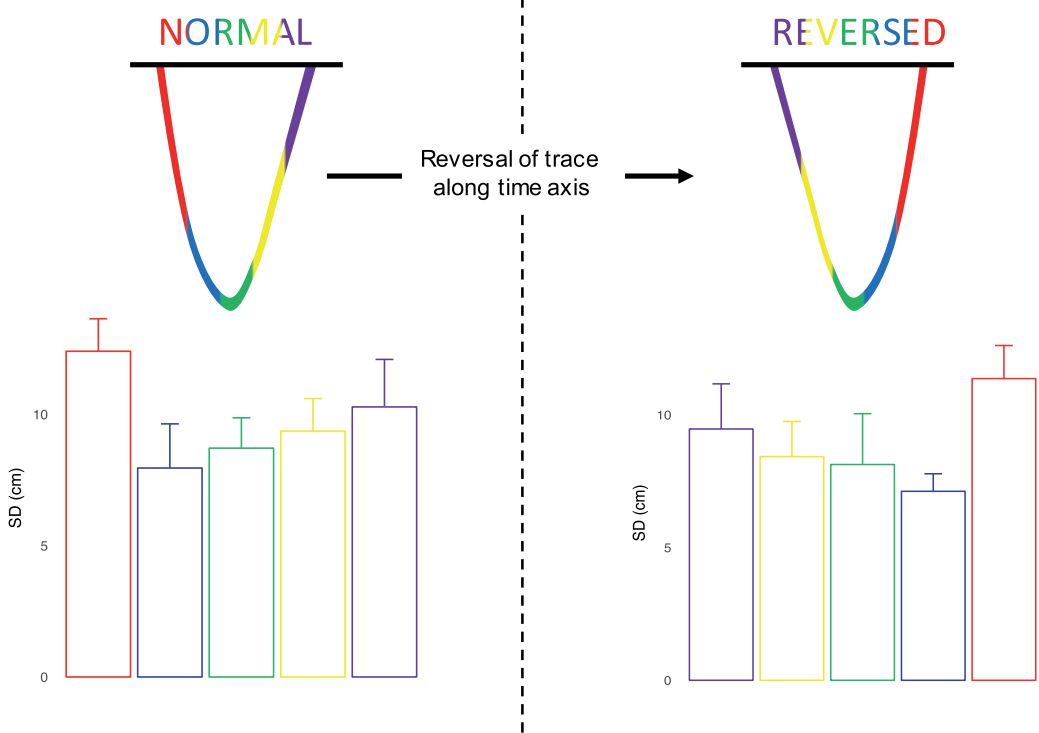 NORMAL
REVERSED
Reversal of trace
along time axis
10
5
0
SD (cm)
10
5
0
SD (cm)